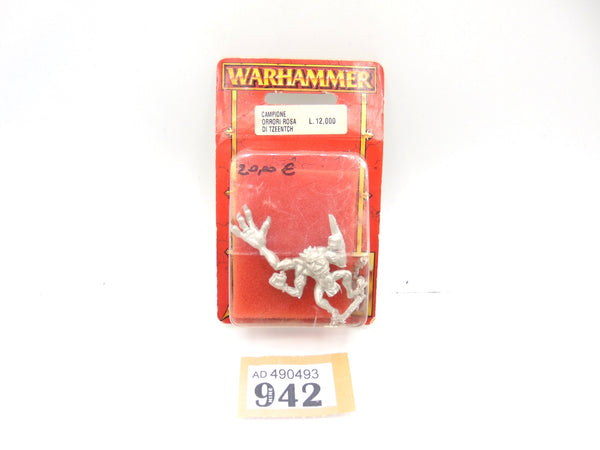 WARHAMMER
CAMPIONE
ORRORI ROSA L. 12,000
DI TZEENTCH
20,00 €
AD 490493
942